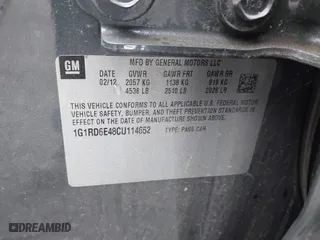 GM
MFD BY GENERAL MOTORS LLC
DATE GVWR GAWR FRT GAWR RR
02/12 2057 KG 1138 KG 919 KG
4536 LB 2510 LB 2026 LB
THIS VEHICLE CONFORMS TO ALL APPLICABLE U.S. FEDERAL MOTOR
VEHICLE SAFETY, BUMPER, AND THEFT PREVENTION STANDARDS
IN EFFECT ON THE DATE OF MANUFACTURE SHOWN ABOVE.
1G1RD6E48CU114652 TYPE: PASS CAR
DREAMBID